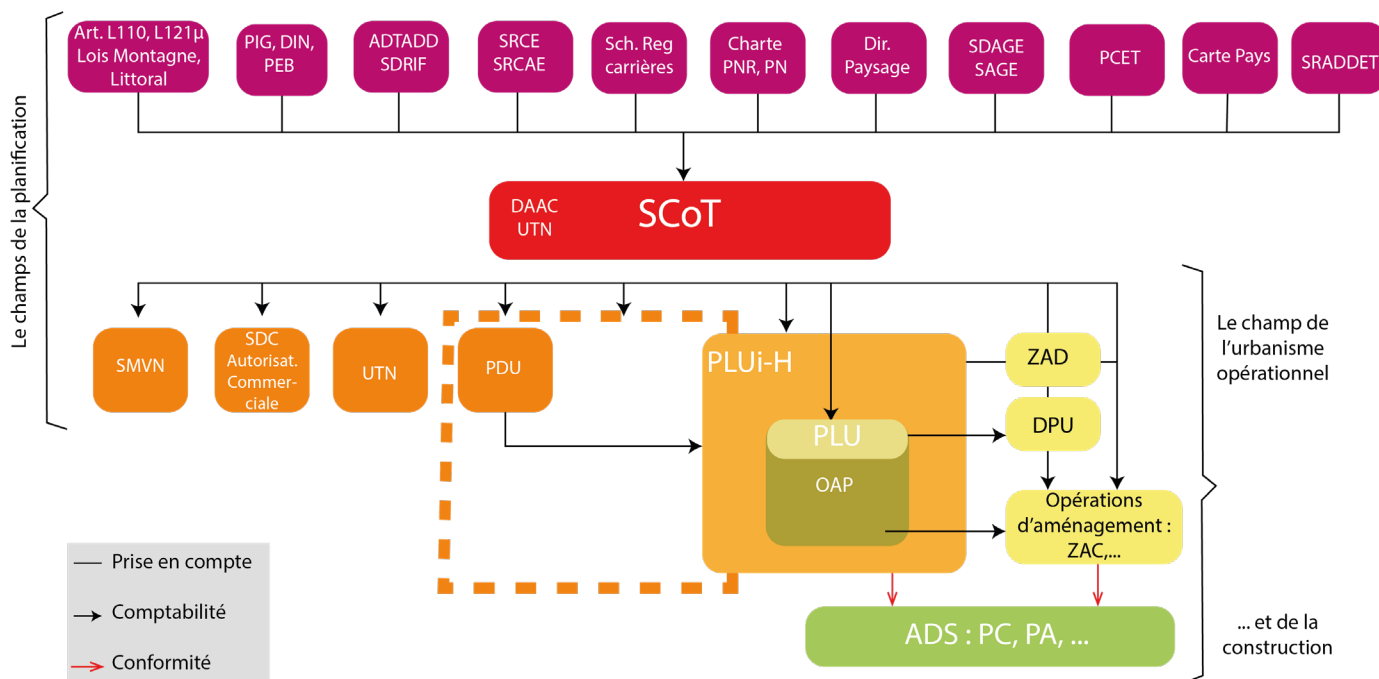 Art. L110, L121µ
Lois Montagne,
Littoral
PIG, DIN,
PEB
ADTADD
SDRIF
SRCE
SRCAE
Sch. Reg
carrières
Charte
PNR, PN
Dir.
Paysage
SDAGE
SAGE
PCET
Carte Pays
SRADDET
Le champs de la planification
DAAC
UTN
SCoT
SMVN
SDC
Autorisat.
Commer-
ciale
UTN
PDU
PLUi-H
PLU
OAP
ZAD
DPU
Opérations
d'aménagement :
ZAC,...
Le champ de
l'urbanisme
opérationnel
Prise en compte
Comptabilité
Conformité
ADS : PC, PA, ...
... et de la
construction